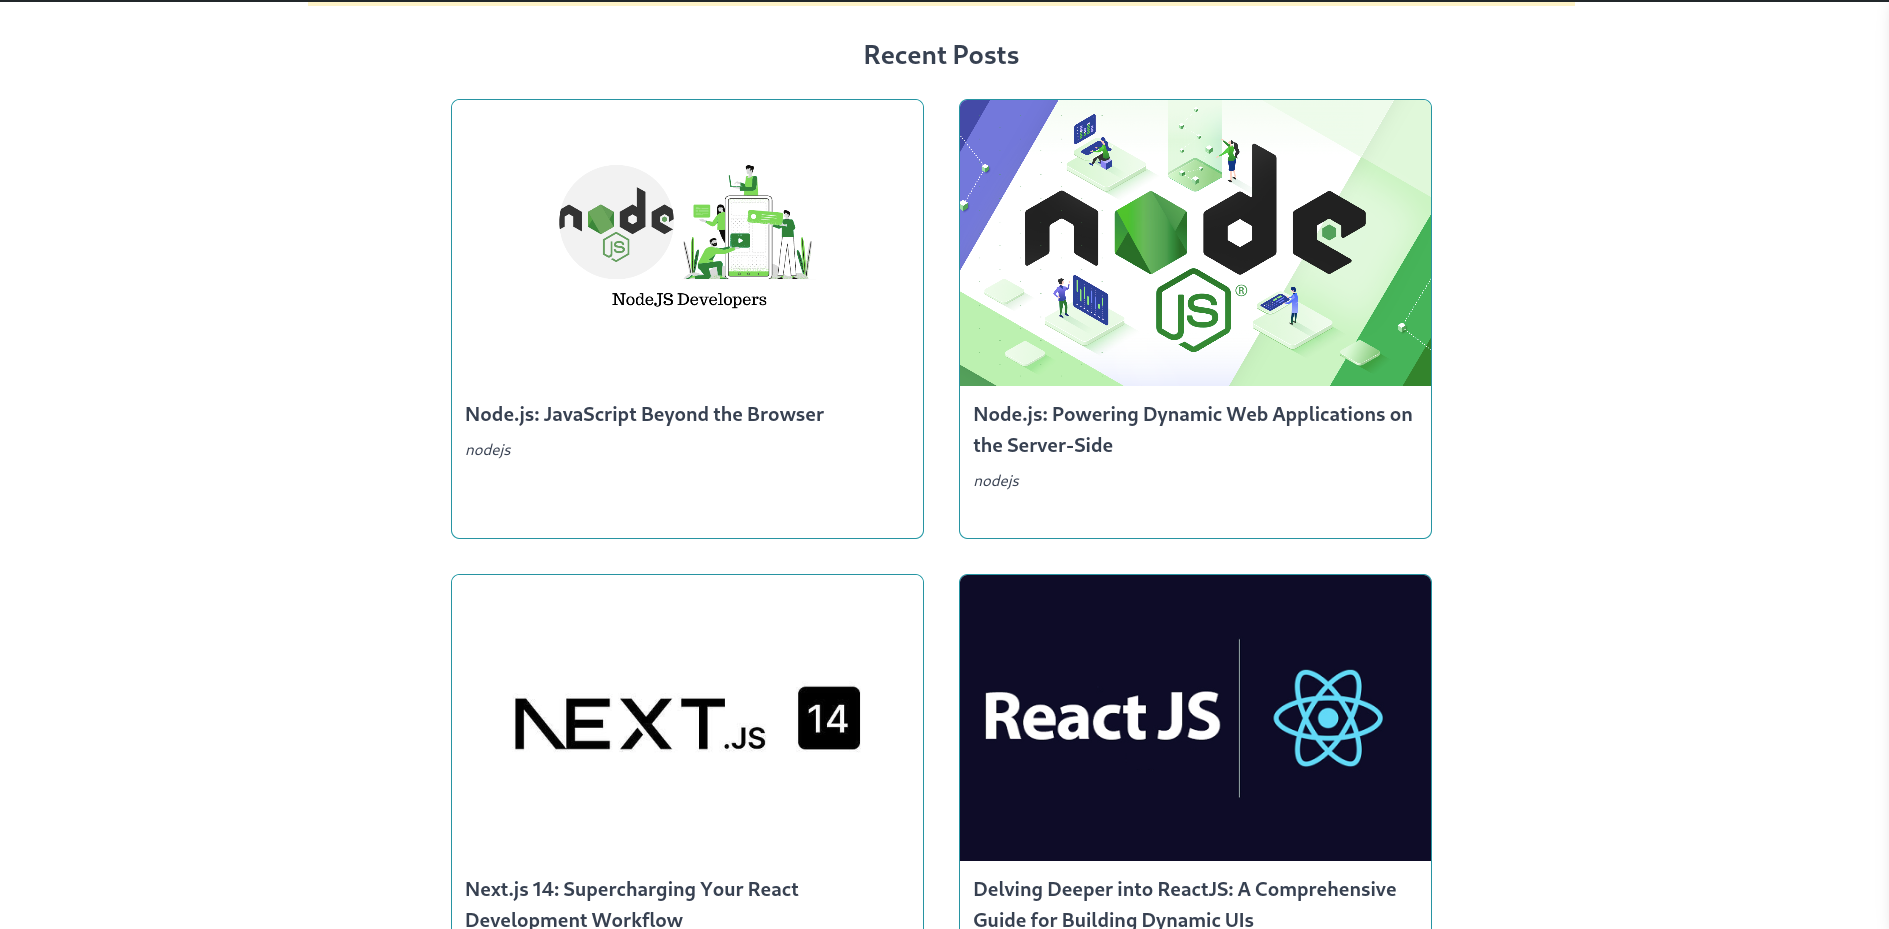 Recent Posts
node
JS
NodeJS Developers
Node.js: JavaScript Beyond the Browser
nodejs
node
JS®
Node.js: Powering Dynamic Web Applications on
the Server-Side
nodejs
NEXT.JS 14
Next.js 14: Supercharging Your React
Development Workflow
React JS
Delving Deeper into ReactJS: A Comprehensive
Guide for Building Dynamic UIs